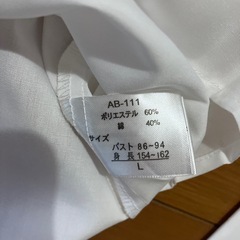 AB-111
ポリエステル 60%
綿 40%
サイズ
バスト 86-94
身長 154-162
L